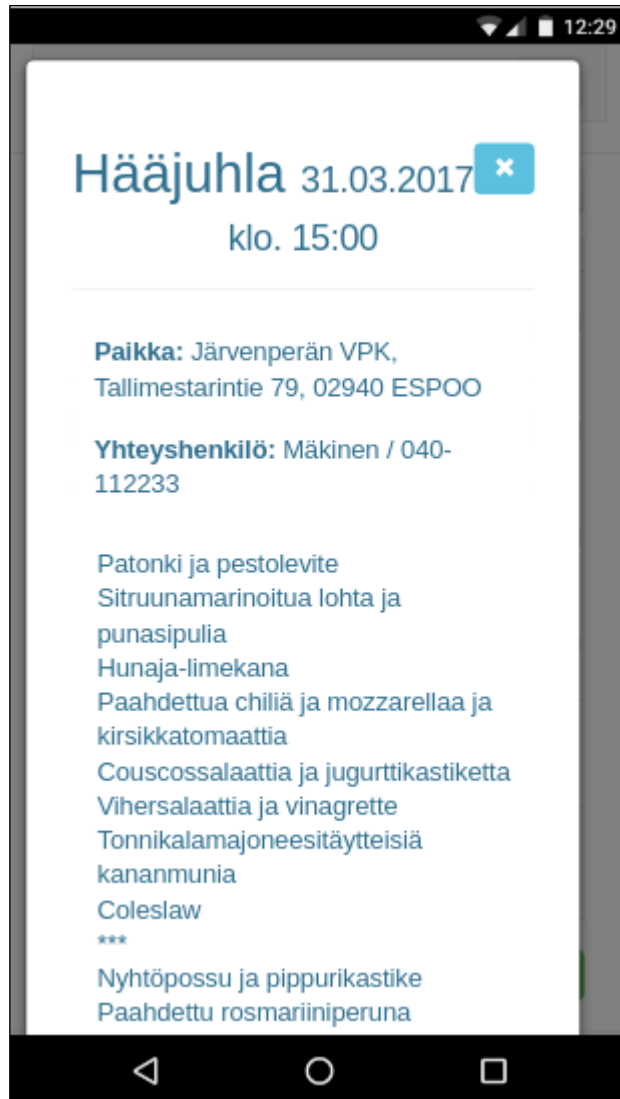 12:29
Hääjuhla 31.03.2017
klo. 15:00
Paikka: Järvenperän VPK,
Tallimestarintie 79, 02940 ESPOO
Yhteyshenkilö: Mäkinen / 040-
112233
Patonki ja pestolevite
Sitruunamarinoitua lohta ja
punasipulia
Hunaja-limekana
Paahdettua chiliä ja mozzarellaa ja
kirsikkatomaattia
Couscossalaattia ja jugurttikastiketta
Vihersalaattia ja vinagrette
Tonnikalamajoneesitäytteisiä
kananmunia
Coleslaw
***
Nyhtöpossu ja pippurikastike
Paahdettu rosmariiniperuna